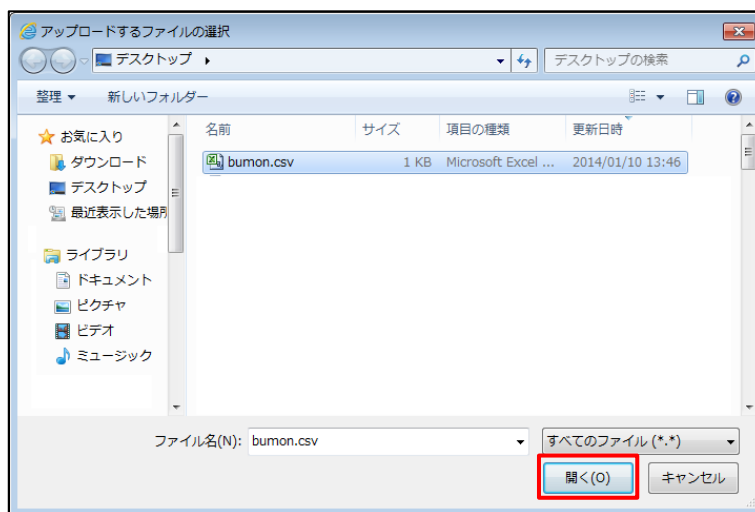 アップロードするファイルの選択
デスクトップ
デスクトップの検索
整理
新しいフォルダー
お気に入り
ダウンロード
デスクトップ
最近表示した場所
ライブラリ
ドキュメント
ピクチャ
ビデオ
ミュージック
名前 サイズ 項目の種類 更新日時
bumon.csv 1 KB Microsoft Excel ... 2014/01/10 13:46
ファイル名(N): bumon.csv
すべてのファイル (*.*)
開く(O) キャンセル